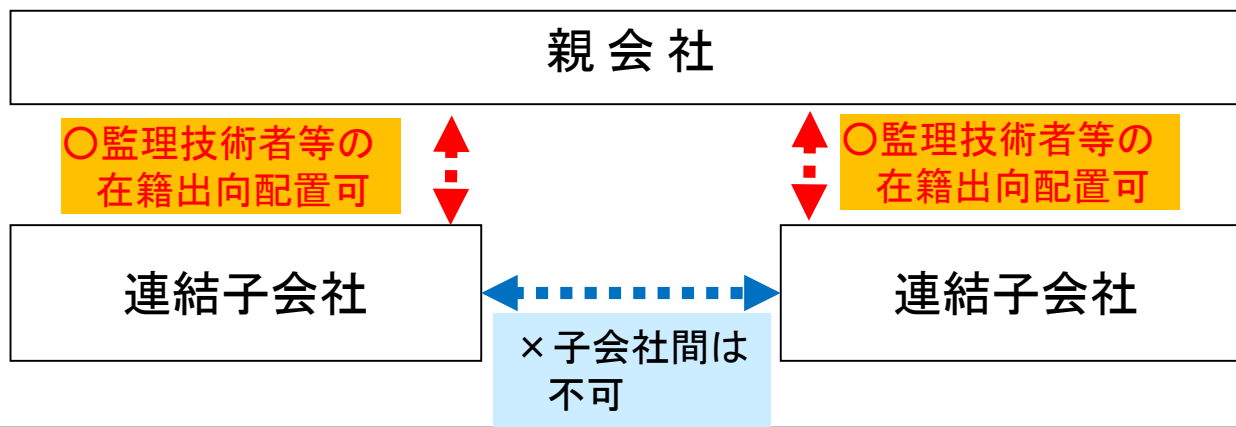 親会社
〇監理技術者等の
在籍出向配置可
〇監理技術者等の
在籍出向配置可
連結子会社
連結子会社
×子会社間は
不可